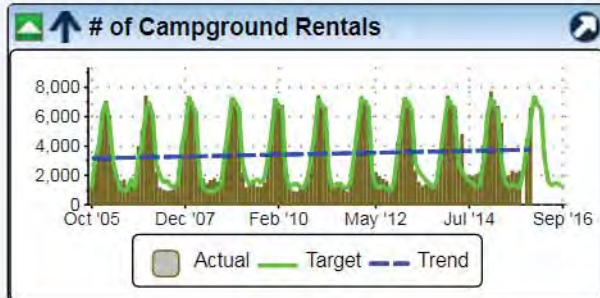 # of Campground Rentals
8,000
6,000
4,000
2,000
0
Oct '05 Dec '07 Feb '10 May '12 Jul '14 Sep '16
Actual Target Trend